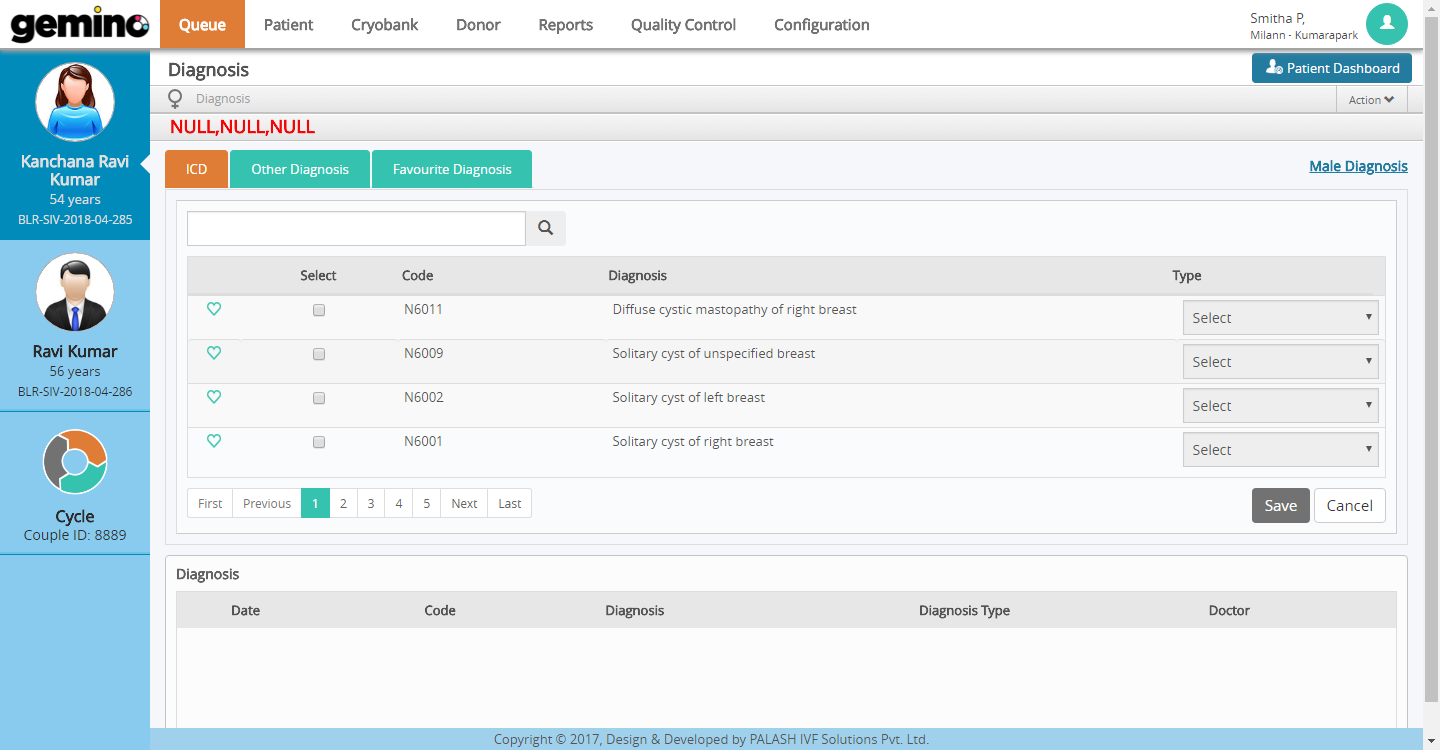 gemino
Queue
Patient
Cryobank
Donor
Reports
Quality Control
Configuration
Smitha P,
Milann - Kumarapark
Kanchana Ravi
Kumar
54 years
BLR-SIV-2018-04-285
Ravi Kumar
56 years
BLR-SIV-2018-04-286
Cycle
Couple ID: 8889
Diagnosis
Patient Dashboard
Diagnosis
Action
NULL,NULL,NULL
ICD
Other Diagnosis
Favourite Diagnosis
Male Diagnosis
Select Code Diagnosis Type
N6011 Diffuse cystic mastopathy of right breast Select
N6009 Solitary cyst of unspecified breast Select
N6002 Solitary cyst of left breast Select
N6001 Solitary cyst of right breast Select
First Previous 1 2 3 4 5 Next Last
Save Cancel
Diagnosis
Date Code Diagnosis Diagnosis Type Doctor
Copyright © 2017, Design & Developed by PALASH IVF Solutions Pvt. Ltd.